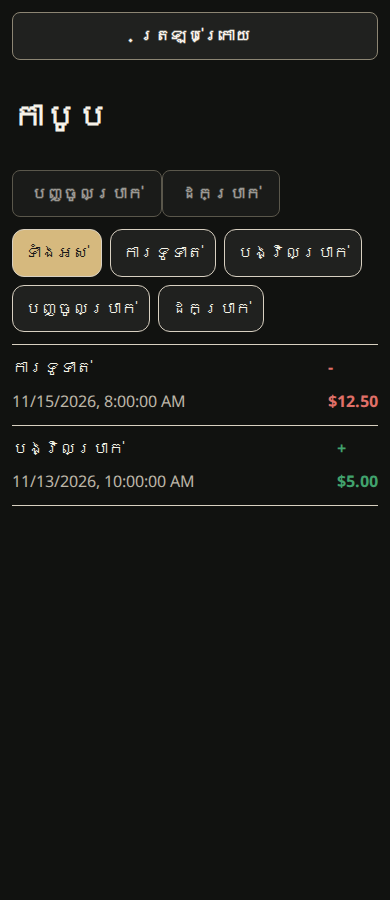 ត្រឡប់ក្រោយ
កាបូប
បញ្ចូលប្រាក់ ដកប្រាក់
ទាំងអស់ ការទូទាត់ បង្វិលប្រាក់
បញ្ចូលប្រាក់ ដកប្រាក់
ការទូទាត់ -
11/15/2026, 8:00:00 AM $12.50
បង្វិលប្រាក់ +
11/13/2026, 10:00:00 AM $5.00